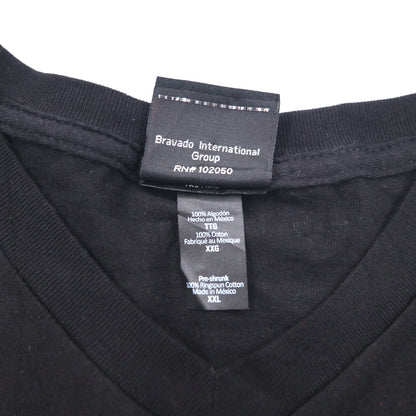 Bravado International
Group
RN# 102050
100% Algodón
Hecho en México
TTG
100% Coton
Fabriqué au Mexique
XXG
Pre-shrunk
100% Ringspun Cotton
Made in México
XXL